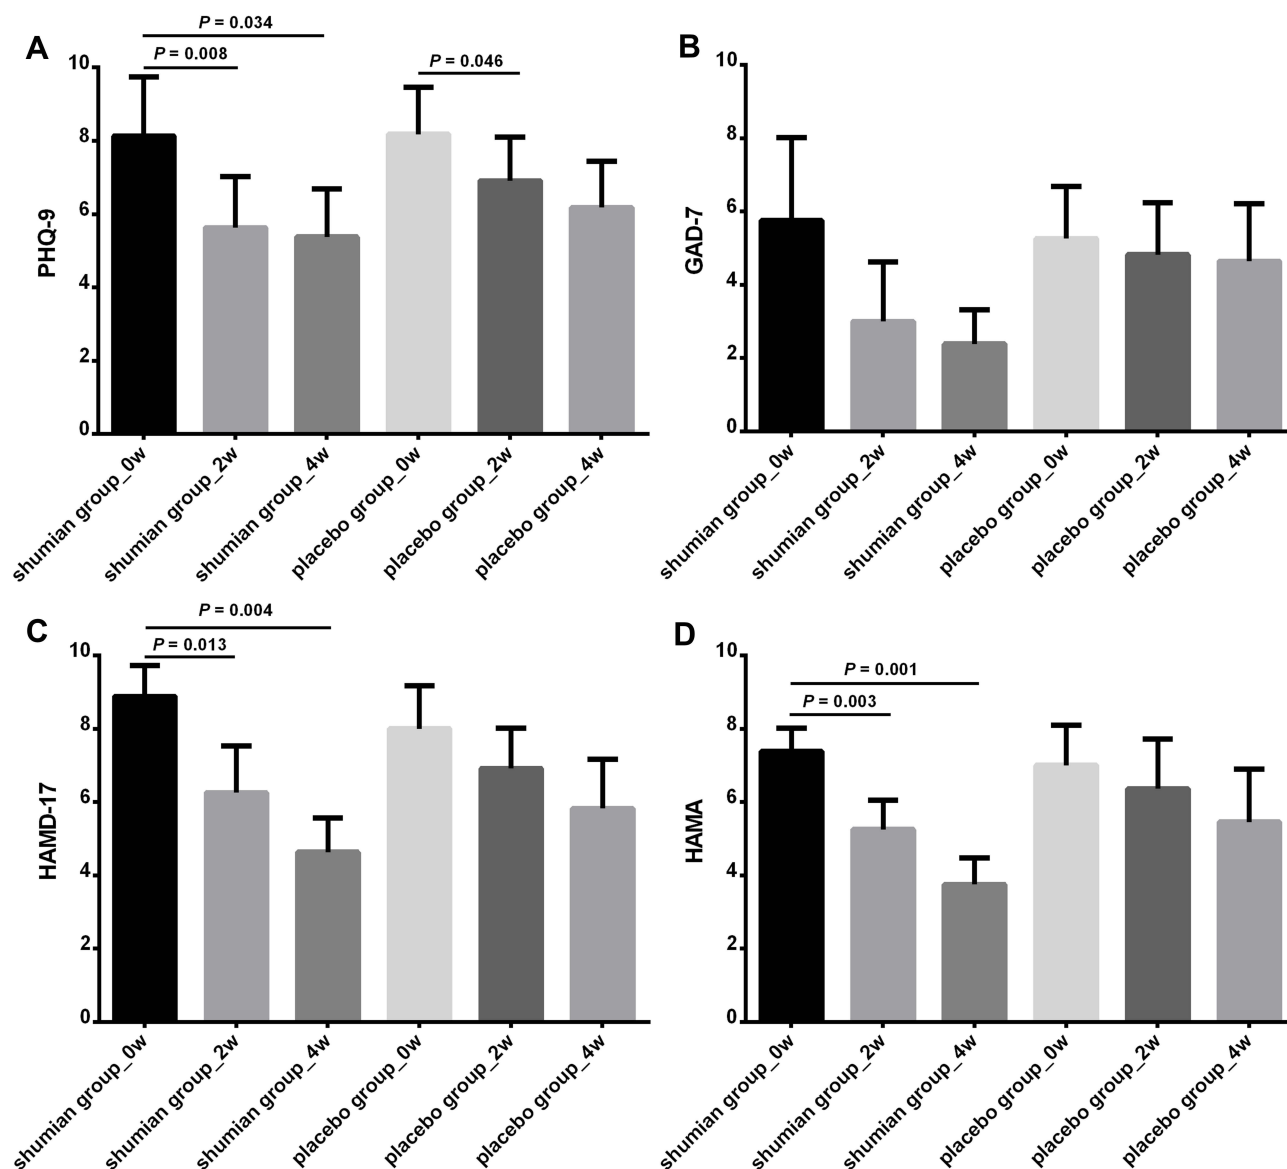 A
P = 0.034
P = 0.008
P = 0.046
10
8
6
4
2
0
PHQ-9
shumian group_0w
shumian group_2w
shumian group_4w
placebo group_0w
placebo group_2w
placebo group_4w
B
10
8
6
4
2
0
GAD-7
shumian group_0w
shumian group_2w
shumian group_4w
placebo group_0w
placebo group_2w
placebo group_4w
C
P = 0.004
P = 0.013
10
8
6
4
2
0
HAMD-17
shumian group_0w
shumian group_2w
shumian group_4w
placebo group_0w
placebo group_2w
placebo group_4w
D
P = 0.001
P = 0.003
10
8
6
4
2
0
HAMA
shumian group_0w
shumian group_2w
shumian group_4w
placebo group_0w
placebo group_2w
placebo group_4w